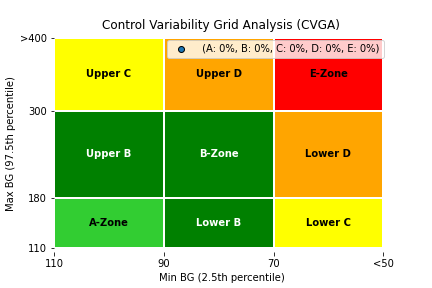 Control Variability Grid Analysis (CVGA)
(A: 0%, B: 0%, C: 0%, D: 0%, E: 0%)
>400
300
180
110
Max BG (97.5th percentile)
Upper C
Upper D
E-Zone
Upper B
B-Zone
Lower D
A-Zone
Lower B
Lower C
110
90
70
<50
Min BG (2.5th percentile)